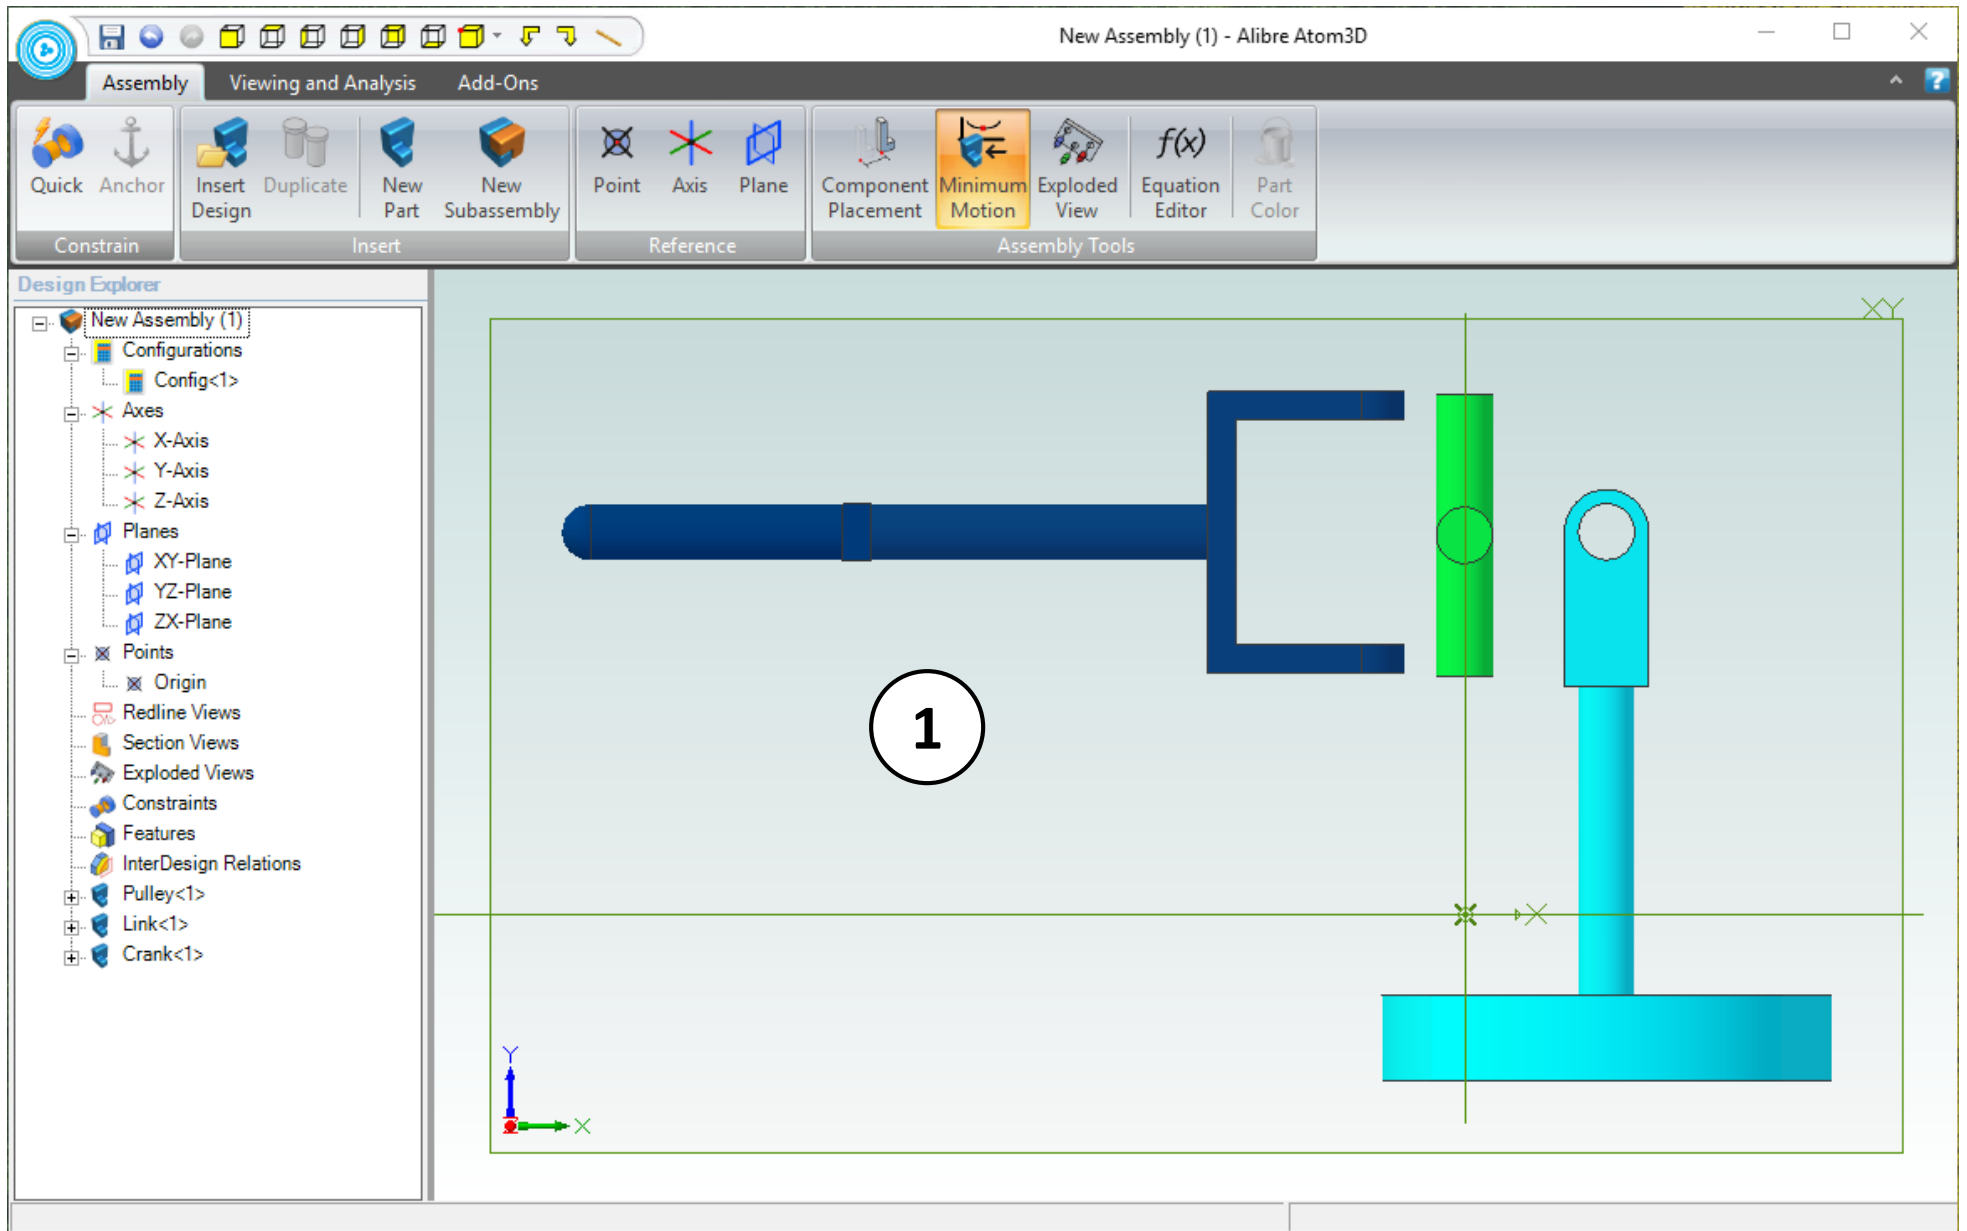 New Assembly (1) - Alibre Atom3D
Assembly Viewing and Analysis Add-Ons
?
Quick Anchor Insert Design Duplicate New Part New Subassembly Point Axis Plane Component Placement Minimum Motion Exploded View f(x) Equation Editor Part Color
Constrain Insert Reference Assembly Tools
Design Explorer
New Assembly (1)
Configurations
Config<1>
Axes
X-Axis
Y-Axis
Z-Axis
Planes
XY-Plane
YZ-Plane
ZX-Plane
Points
Origin
Redline Views
Section Views
Exploded Views
Constraints
Features
InterDesign Relations
Pulley<1>
Link<1>
Crank<1>
XY
1
X
Y
X